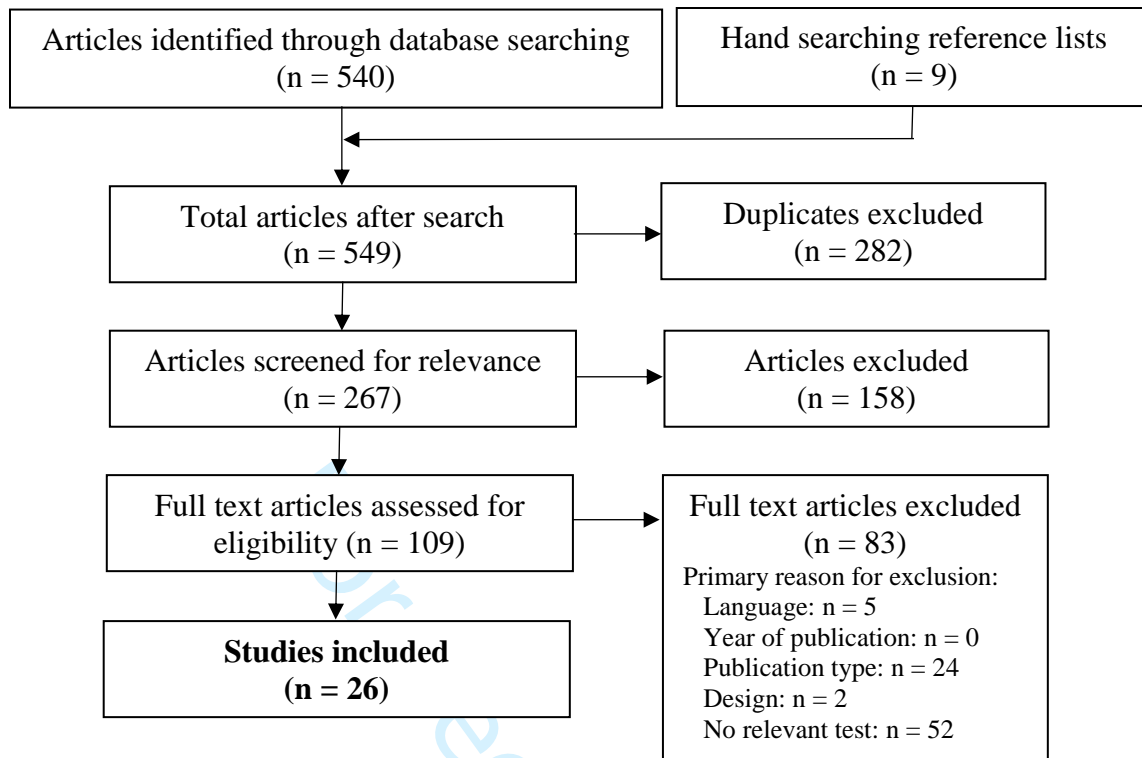 Articles identified through database searching
(n = 540)
Hand searching reference lists
(n = 9)
Total articles after search
(n = 549)
Duplicates excluded
(n = 282)
Articles screened for relevance
(n = 267)
Articles excluded
(n = 158)
Full text articles assessed for
eligibility (n = 109)
Full text articles excluded
(n = 83)
Primary reason for exclusion:
Language: n = 5
Year of publication: n = 0
Publication type: n = 24
Design: n = 2
No relevant test: n = 52
Studies included
(n = 26)